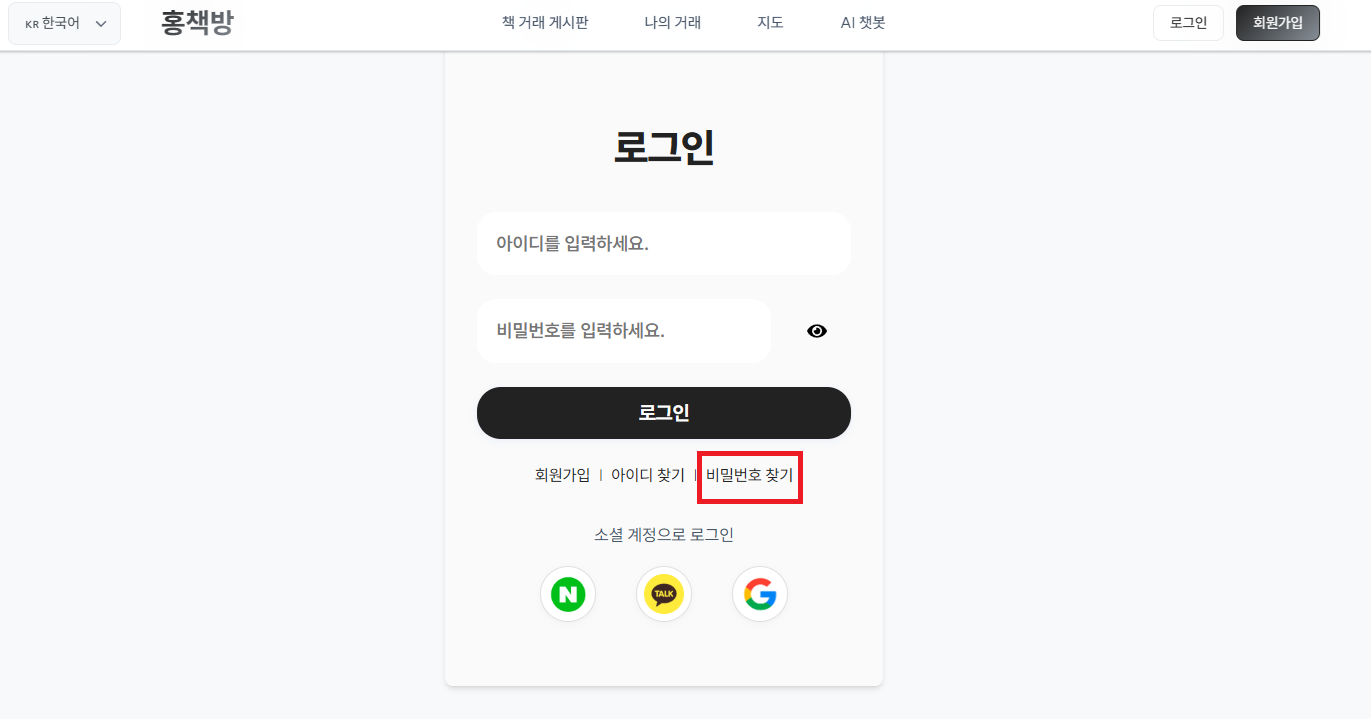 KR 한국어
홍책방
책 거래 게시판 나의 거래 지도 AI 챗봇
로그인 회원가입
로그인
아이디를 입력하세요.
비밀번호를 입력하세요.
로그인
회원가입 | 아이디 찾기 | 비밀번호 찾기
소셜 계정으로 로그인
N TALK G